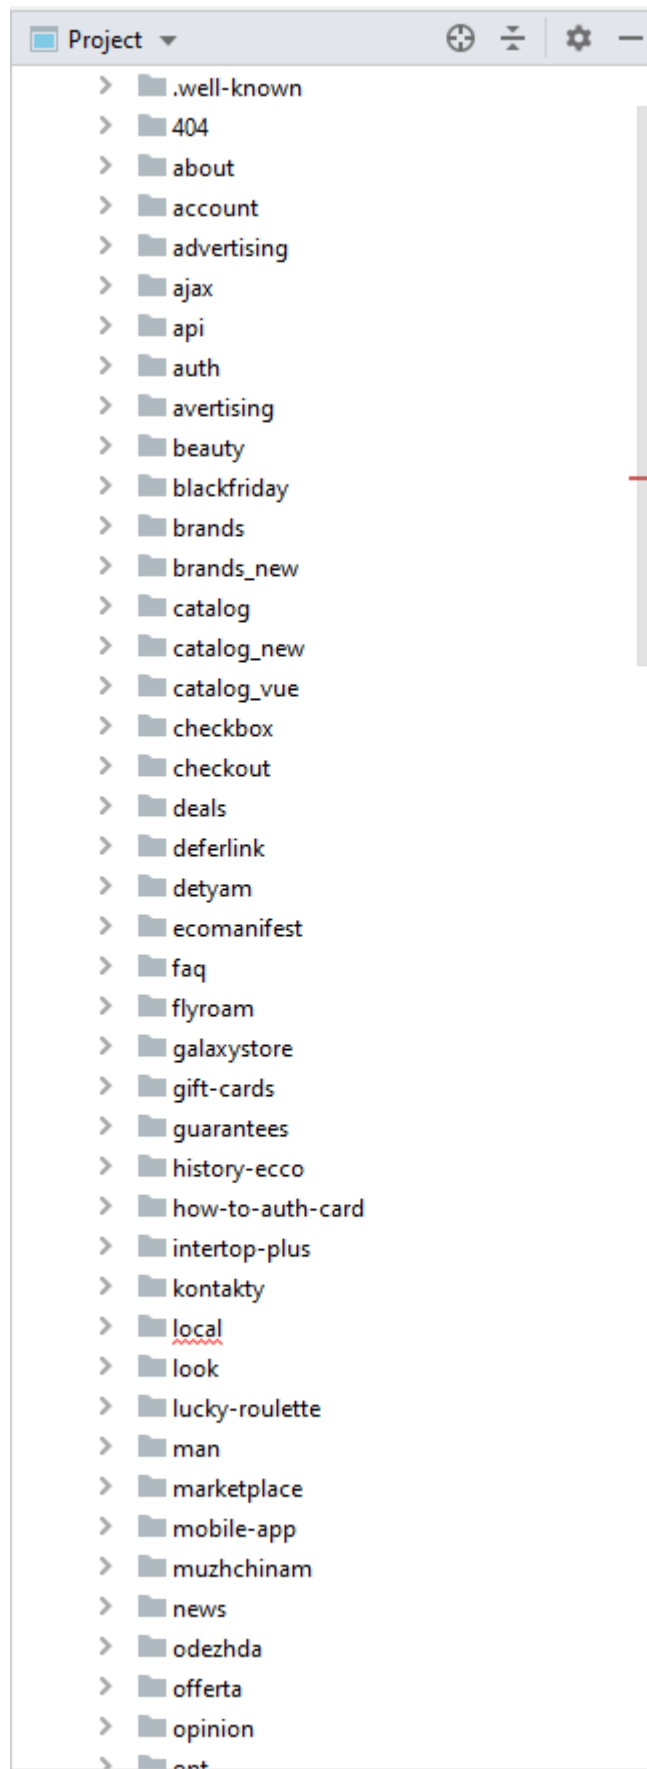 Project
.well-known
404
about
account
advertising
ajax
api
auth
avertising
beauty
blackfriday
brands
brands_new
catalog
catalog_new
catalog_vue
checkbox
checkout
deals
deferlink
detyam
ecomanifest
faq
flyroam
galaxystore
gift-cards
guarantees
history-ecco
how-to-auth-card
intertop-plus
kontakty
local
look
lucky-roulette
man
marketplace
mobile-app
muzhchinam
news
odezhda
offerta
opinion